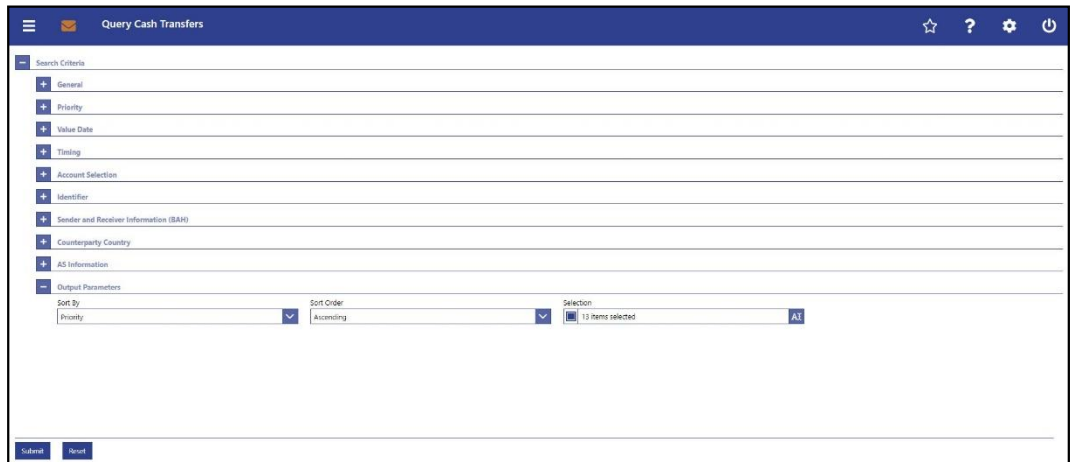 Query Cash Transfers
?
Search Criteria
General
Priority
Value Date
Timing
Account Selection
Identifier
Sender and Receiver Information (BAH)
Counterparty Country
AS Information
Output Parameters
Sort By Sort Order Selection
Priority Ascending 13 items selected AI
Submit Reset